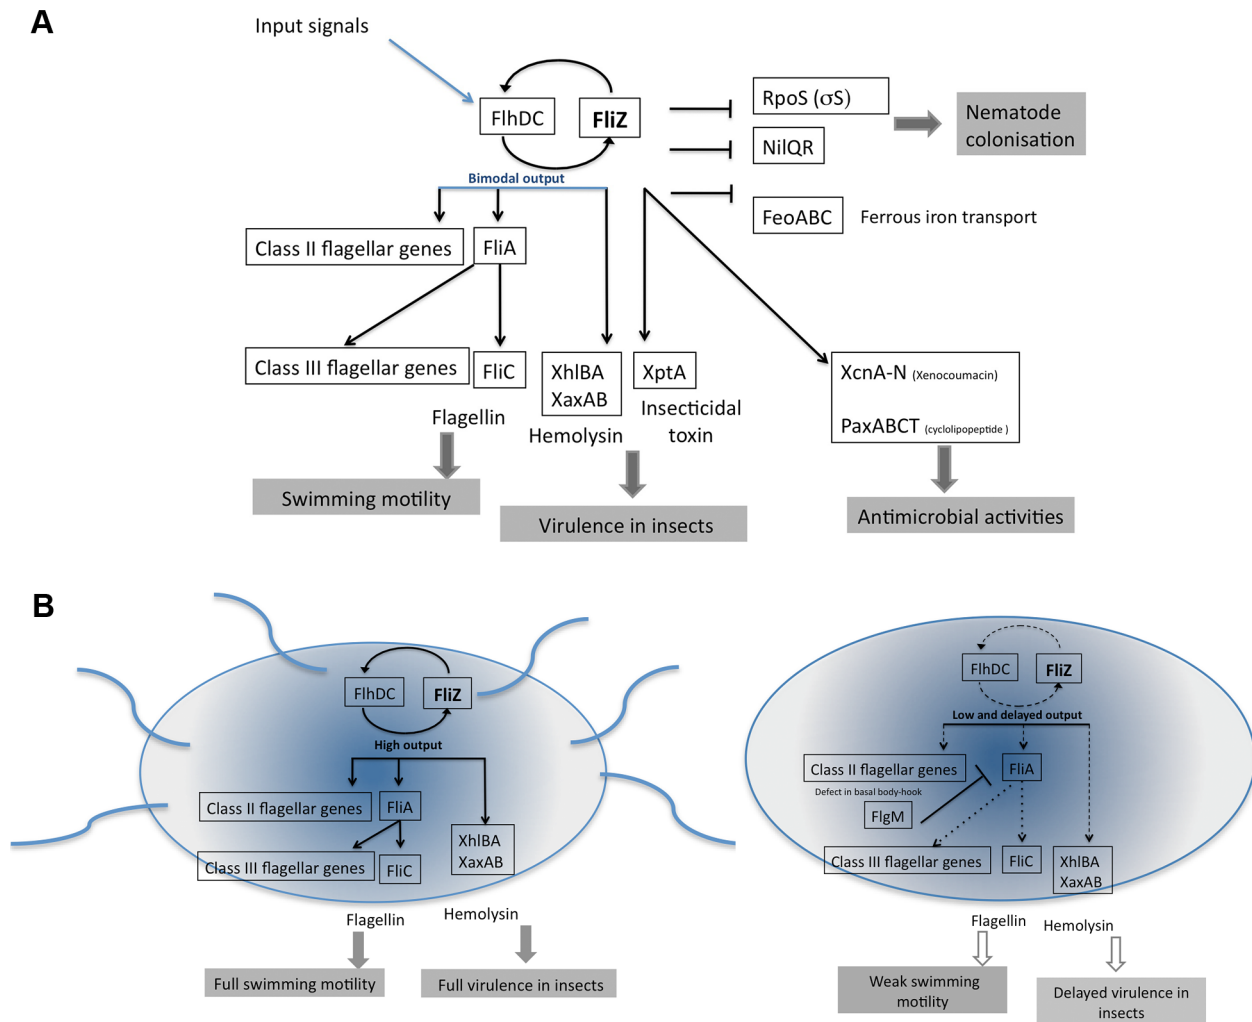 A
Input signals
FlhDC
FliZ
RpoS (σS)
NilQR
FeoABC
Ferrous iron transport
Nematode
colonisation
Bimodal output
Class II flagellar genes
FliA
Class III flagellar genes
FliC
XhlBA
XaxAB
XptA
XcnA-N (Xenocoumacin)
PaxABCT (cyclolipopeptide )
Flagellin
Hemolysin
Insecticidal
toxin
Swimming motility
Virulence in insects
Antimicrobial activities
B
FlhDC
FliZ
High output
Class II flagellar genes
FliA
Class III flagellar genes
FliC
XhlBA
XaxAB
Flagellin
Hemolysin
Full swimming motility
Full virulence in insects
FlhDC
FliZ
Low and delayed output
Class II flagellar genes
FliA
Defect in basal body-hook
FlgM
Class III flagellar genes
FliC
XhlBA
XaxAB
Flagellin
Hemolysin
Weak swimming
motility
Delayed virulence in
insects